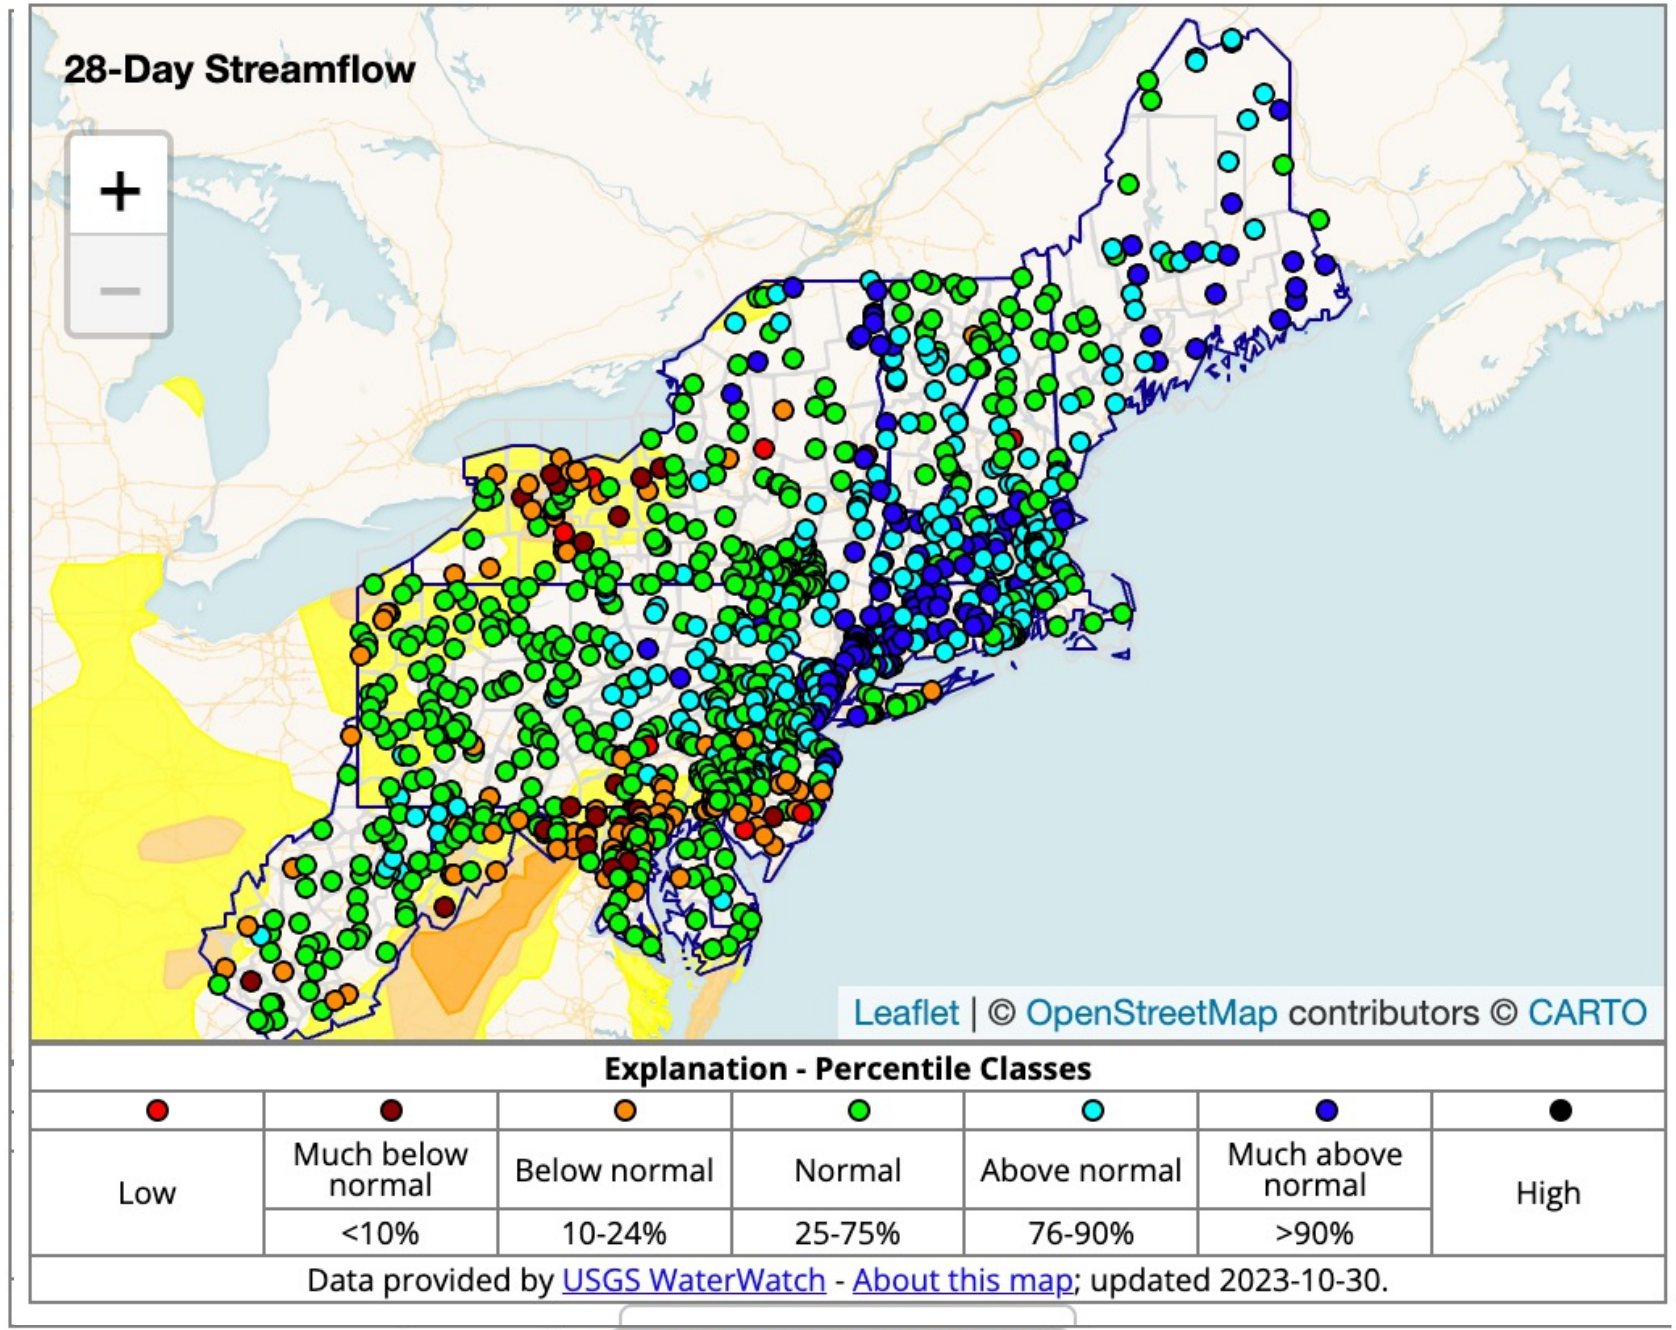 28-Day Streamflow
+
−
Leaflet | © OpenStreetMap contributors © CARTO
Explanation - Percentile Classes
Low
Much below normal
Below normal
Normal
Above normal
Much above normal
High
<10%
10-24%
25-75%
76-90%
>90%
Data provided by USGS WaterWatch - About this map; updated 2023-10-30.